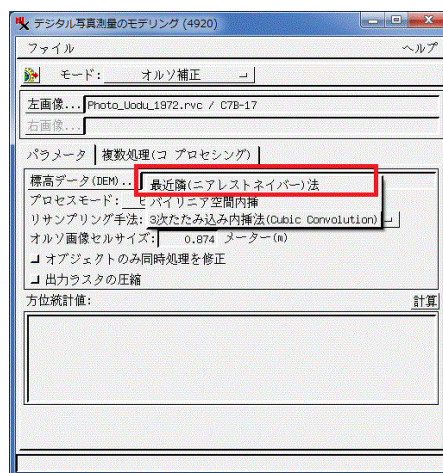 デジタル写真測量のモデリング (4920)
ファイル ヘルプ
モード: オルソ補正
左画像... Photo_Uodu_1972.rvc / C7B-17
右画像...
パラメータ 複数処理(コ プロセシング)
標高データ(DEM)...
最近隣(ニアレストネイバー)法
プロセスモード:
バイリニア空間内挿
リサンプリング手法:
3次たたみ込み内挿法(Cubic Convolution)
オルソ画像セルサイズ: 0.874 メーター(m)
オブジェクトのみ同時処理を修正
出力ラスタの圧縮
方位統計値: 計算